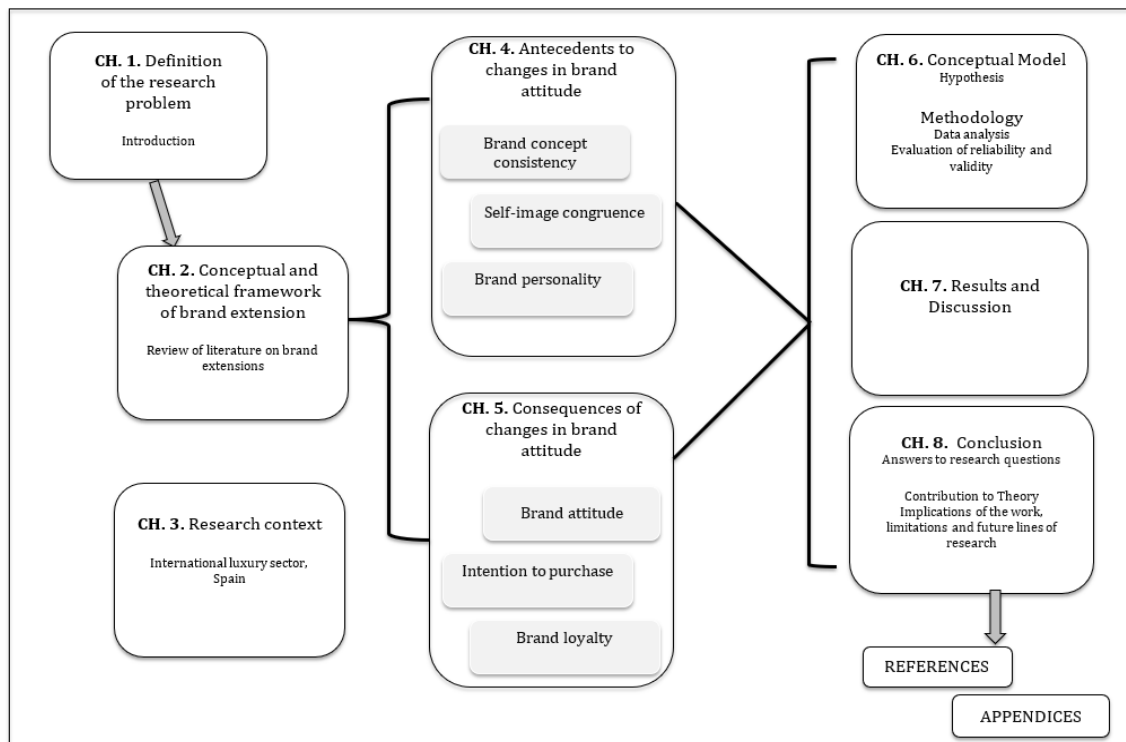 CH. 1. Definition
of the research
problem
Introduction
CH. 2. Conceptual and
theoretical framework
of brand extension
Review of literature on brand
extensions
CH. 3. Research context
International luxury sector,
Spain
CH. 4. Antecedents to
changes in brand
attitude
Brand concept
consistency
Self-image congruence
Brand personality
CH. 5. Consequences of
changes in brand
attitude
Brand attitude
Intention to purchase
Brand loyalty
CH. 6. Conceptual Model
Hypothesis
Methodology
Data analysis
Evaluation of reliability and
validity
CH. 7. Results and
Discussion
CH. 8. Conclusion
Answers to research questions
Contribution to Theory
Implications of the work,
limitations and future lines of
research
REFERENCES
APPENDICES